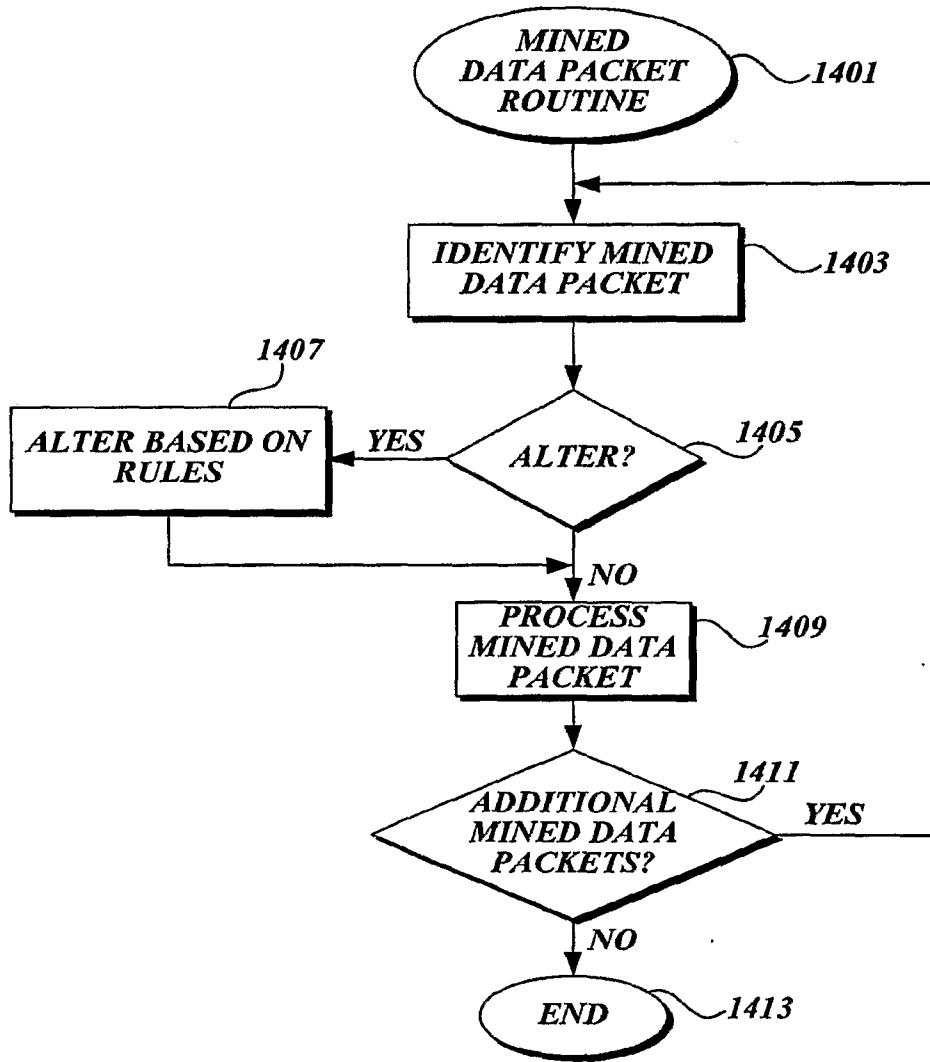 MINED
DATA PACKET
ROUTINE
1401
IDENTIFY MINED
DATA PACKET
1403
1407
ALTER BASED ON
RULES
YES
ALTER?
1405
NO
PROCESS
MINED DATA
PACKET
1409
1411
ADDITIONAL
MINED DATA
PACKETS?
YES
NO
END
1413